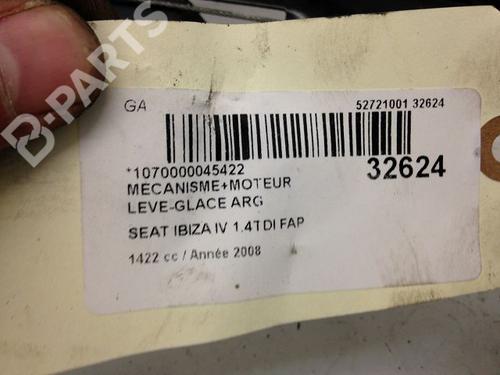 B-PARTS
GA
52721001 32624
*1070000045422
32624
MECANISME+MOTEUR
LEVE-GLACE ARG
SEAT IBIZA IV 1.4TDI FAP
1422 cc / Année 2008